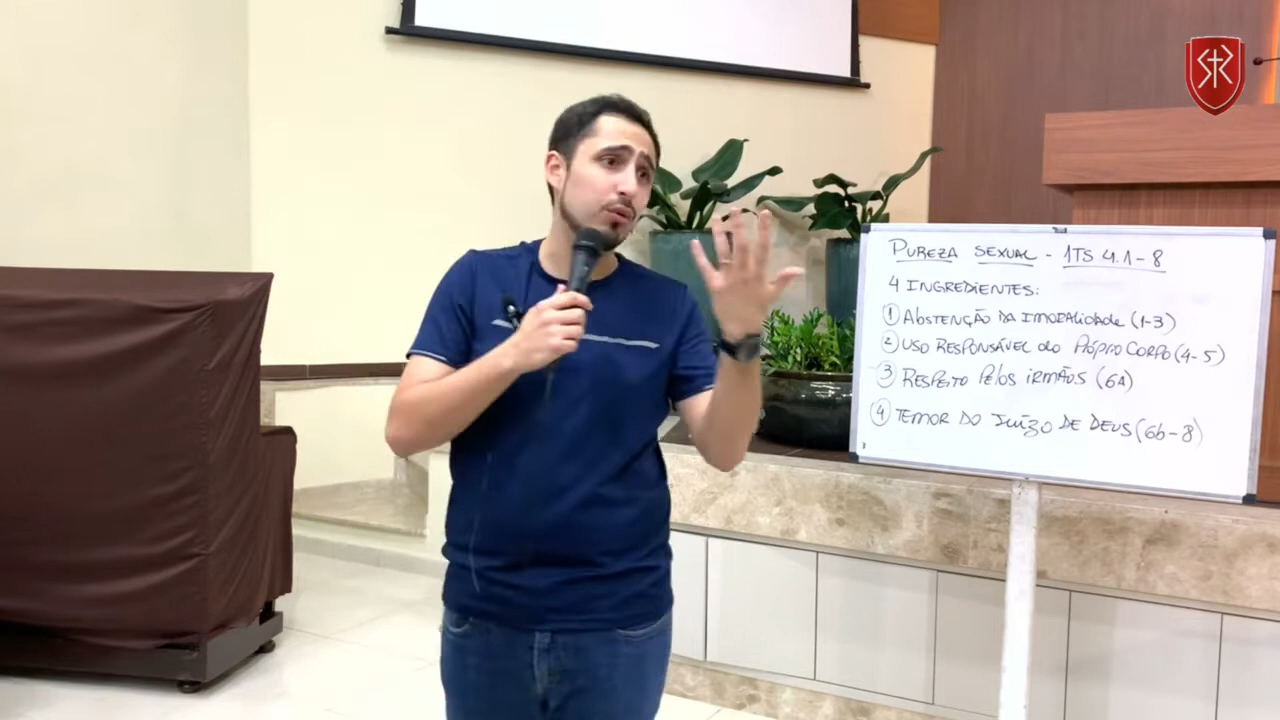 PUREZA SEXUAL - 1TS 4.1-8
4 INGREDIENTES:
① ABSTENÇÃO DA IMORALIDADE (1-3)
② USO RESPONSÁVEL do PRÓPRIO CORPO (4-5)
③ RESPEITO PELOS IRMÃOS (6A)
④ TEMOR DO JUÍZO DE DEUS (6b-8)